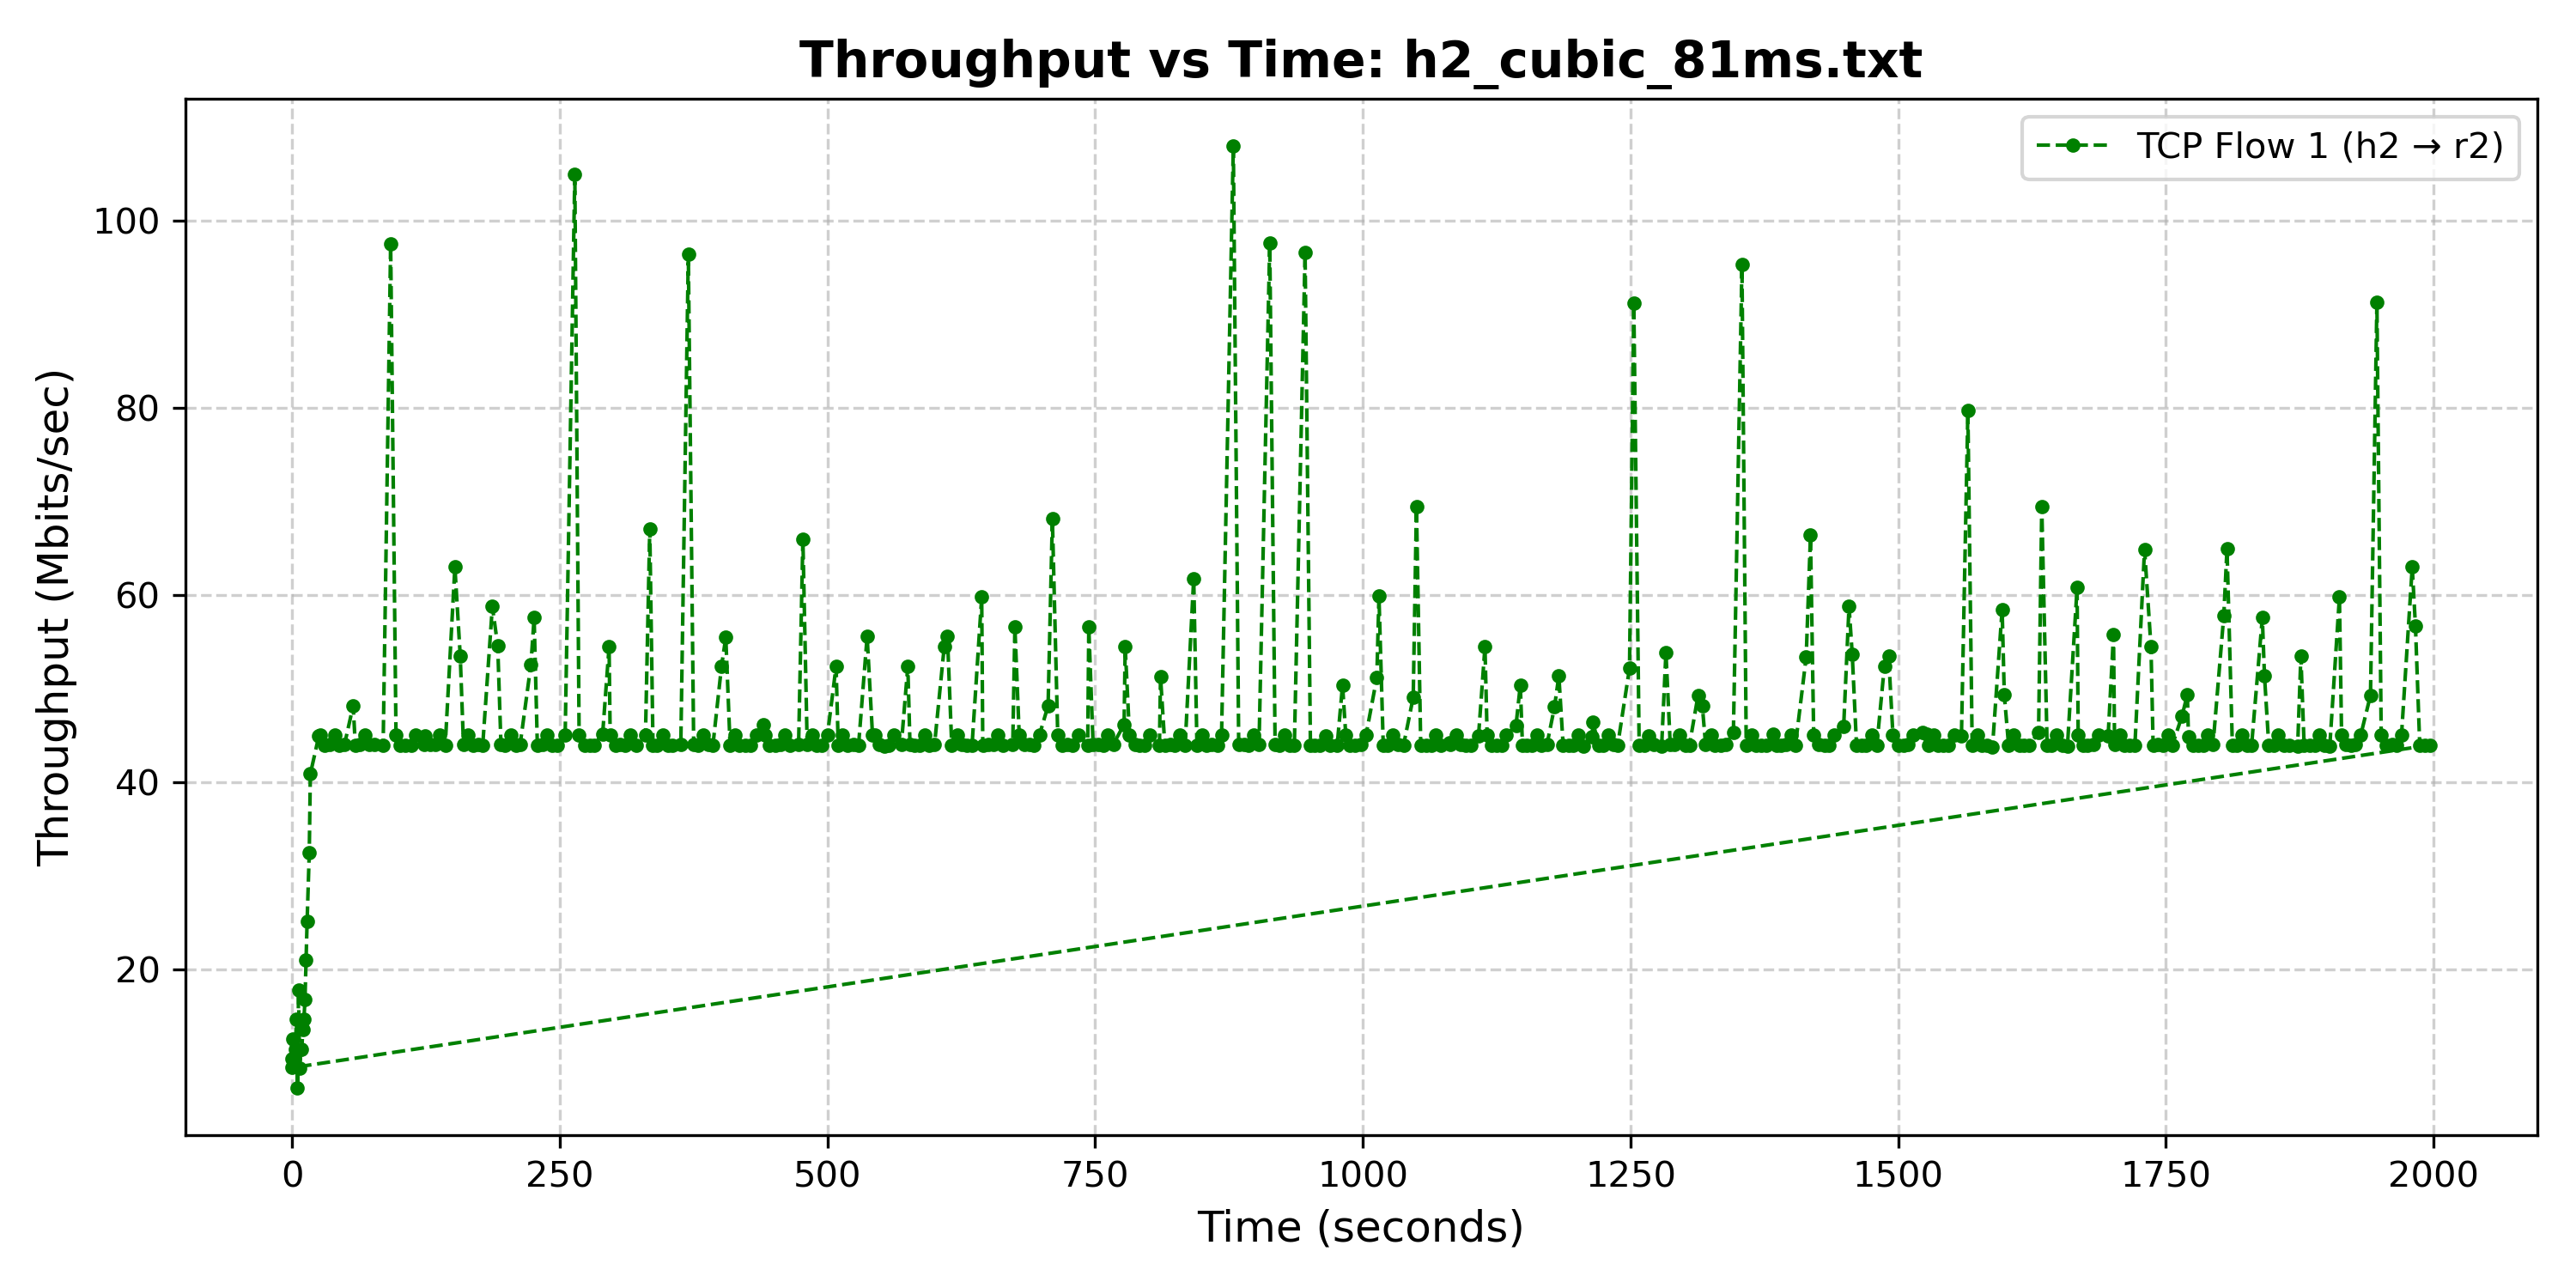 Throughput vs Time: h2_cubic_81ms.txt
TCP Flow 1 (h2 → r2)
Throughput (Mbits/sec)
100
80
60
40
20
0 250 500 750 1000 1250 1500 1750 2000
Time (seconds)